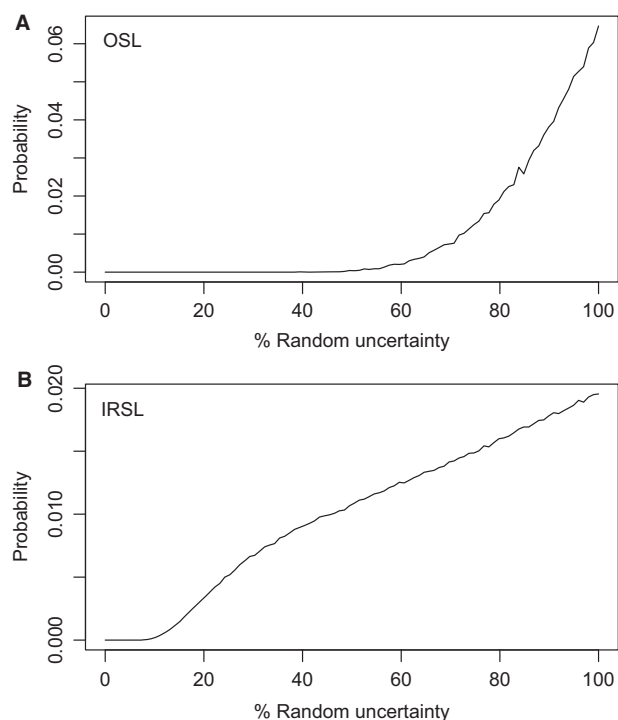 A
OSL
Probability
0.00
0.02
0.04
0.06
0 20 40 60 80 100
% Random uncertainty
B
IRSL
Probability
0.000
0.010
0.020
0 20 40 60 80 100
% Random uncertainty